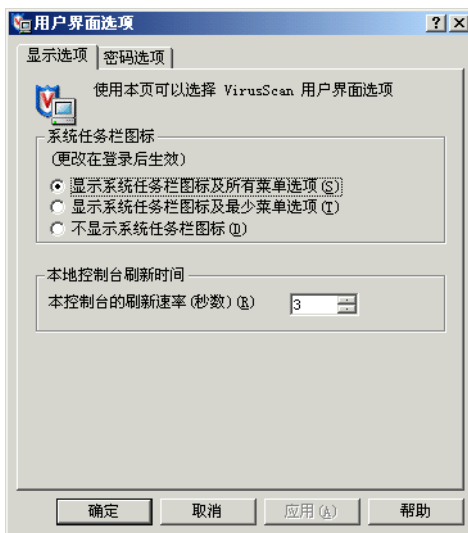 用户界面选项
显示选项 密码选项
使用本页可以选择 VirusScan 用户界面选项
系统任务栏图标
(更改在登录后生效)
显示系统任务栏图标及所有菜单选项(S)
显示系统任务栏图标及最少菜单选项(T)
不显示系统任务栏图标(D)
本地控制台刷新时间
本控制台的刷新速率(秒数)(R) 3
确定 取消 应用(A) 帮助